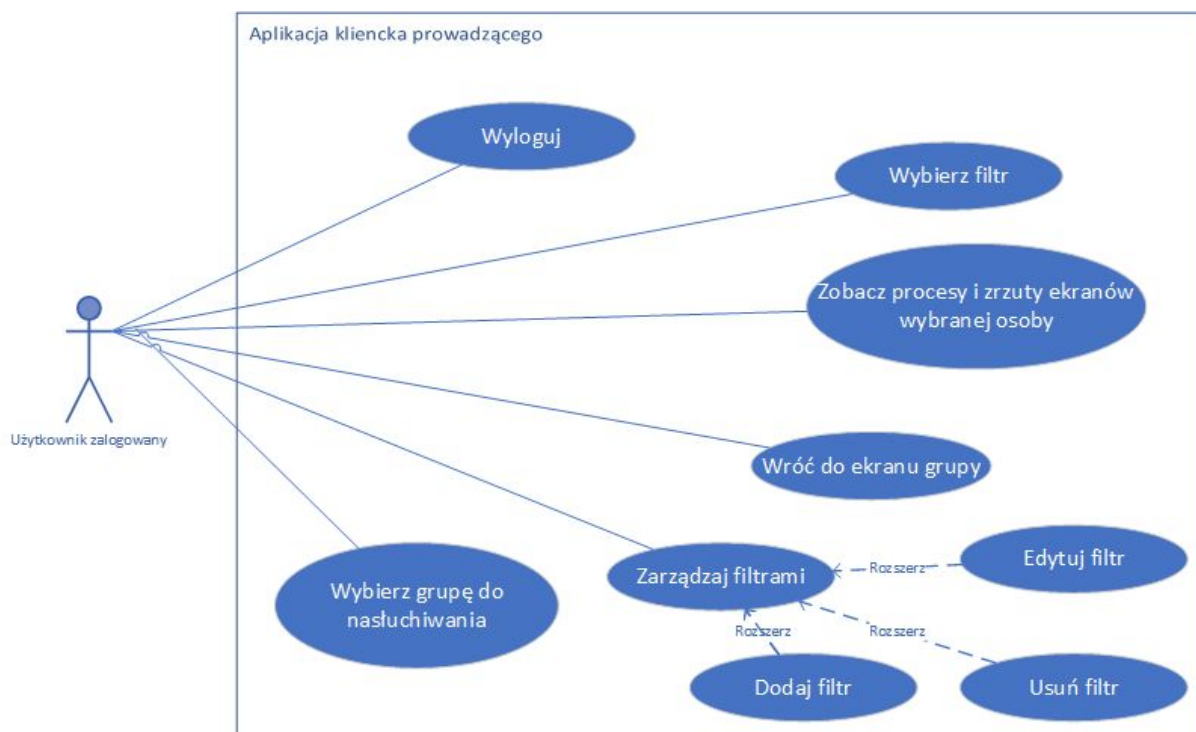 Aplikacja kliencka prowadzącego
Wyloguj
Wybierz filtr
Zobacz procesy i zrzuty ekranów
wybranej osoby
Użytkownik zalogowany
Wróć do ekranu grupy
Wybierz grupę do
nasłuchiwania
Zarządzaj filtrami
Rozszerz
Edytuj filtr
Rozszerz
Rozszerz
Dodaj filtr
Usuń filtr